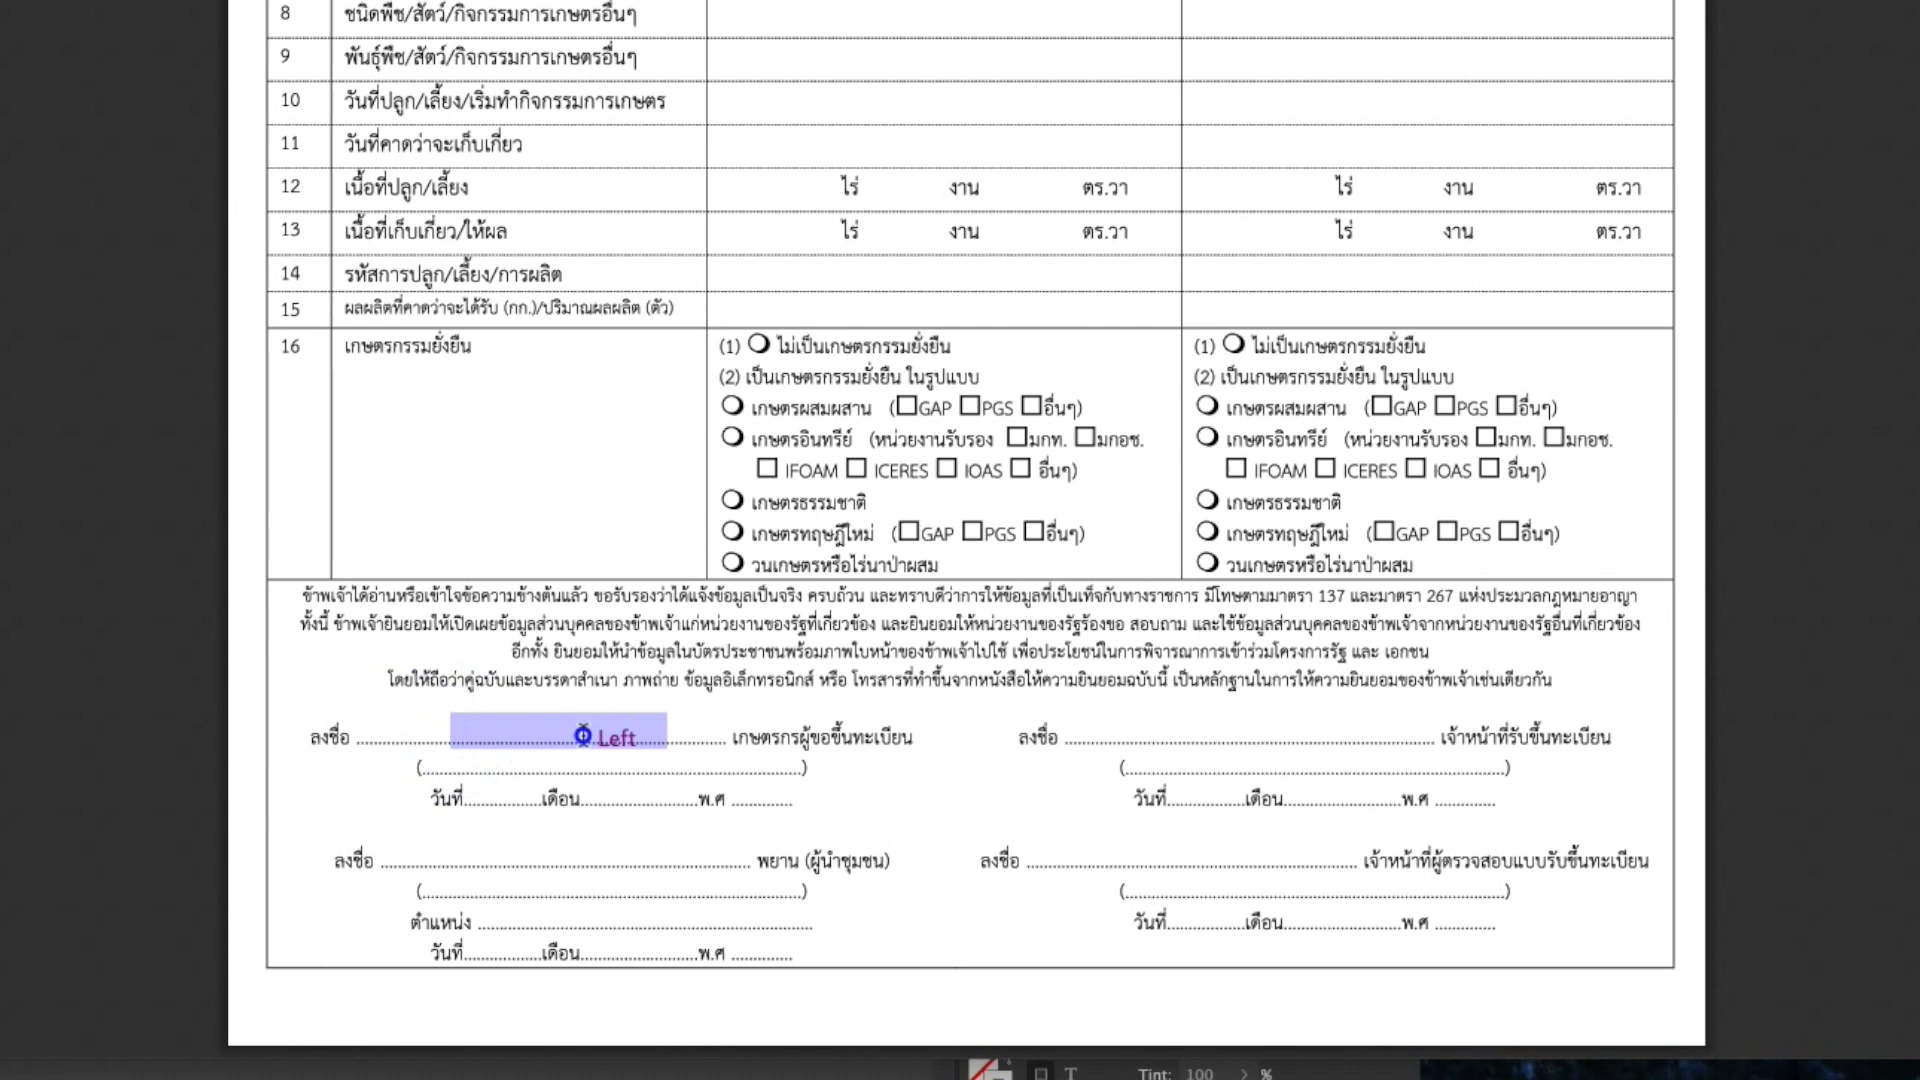 8 ชนิดพืช/สัตว์/กิจกรรมการเกษตรอื่นๆ
9 พันธุ์พืช/สัตว์/กิจกรรมการเกษตรอื่นๆ
10 วันที่ปลูก/เลี้ยง/เริ่มทำกิจกรรมการเกษตร
11 วันที่คาดว่าจะเก็บเกี่ยว
12 เนื้อที่ปลูก/เลี้ยง ไร่ งาน ตร.วา ไร่ งาน ตร.วา
13 เนื้อที่เก็บเกี่ยว/ให้ผล ไร่ งาน ตร.วา ไร่ งาน ตร.วา
14 รหัสการปลูก/เลี้ยง/การผลิต
15 ผลผลิตที่คาดว่าจะได้รับ (กก.)/ปริมาณผลผลิต (ตัว)
16 เกษตรกรรมยั่งยืน (1) ไม่เป็นเกษตรกรรมยั่งยืน (1) ไม่เป็นเกษตรกรรมยั่งยืน
(2) เป็นเกษตรกรรมยั่งยืน ในรูปแบบ (2) เป็นเกษตรกรรมยั่งยืน ในรูปแบบ
เกษตรผสมผสาน (GAP PGS อื่นๆ) เกษตรผสมผสาน (GAP PGS อื่นๆ)
เกษตรอินทรีย์ (หน่วยงานรับรอง มกท. มกอช. เกษตรอินทรีย์ (หน่วยงานรับรอง มกท. มกอช.
IFOAM ICERES IOAS อื่นๆ) IFOAM ICERES IOAS อื่นๆ)
เกษตรธรรมชาติ เกษตรธรรมชาติ
เกษตรทฤษฎีใหม่ (GAP PGS อื่นๆ) เกษตรทฤษฎีใหม่ (GAP PGS อื่นๆ)
วนเกษตรหรือไร่นาป่าผสม วนเกษตรหรือไร่นาป่าผสม
ข้าพเจ้าได้อ่านหรือเข้าใจข้อความข้างต้นแล้ว ขอรับรองว่าได้แจ้งข้อมูลเป็นจริง ครบถ้วน และทราบดีว่าการให้ข้อมูลที่เป็นเท็จกับทางราชการ มีโทษตามมาตรา 137 และมาตรา 267 แห่งประมวลกฎหมายอาญา
ทั้งนี้ ข้าพเจ้ายินยอมให้เปิดเผยข้อมูลส่วนบุคคลของข้าพเจ้าแก่หน่วยงานของรัฐที่เกี่ยวข้อง และยินยอมให้หน่วยงานของรัฐร้องขอ สอบถาม และใช้ข้อมูลส่วนบุคคลของข้าพเจ้าจากหน่วยงานของรัฐอื่นที่เกี่ยวข้อง
อีกทั้ง ยินยอมให้นำข้อมูลในบัตรประชาชนพร้อมภาพใบหน้าของข้าพเจ้าไปใช้ เพื่อประโยชน์ในการพิจารณาการเข้าร่วมโครงการรัฐ และ เอกชน
โดยให้ถือว่าคู่ฉบับและบรรดาสำเนา ภาพถ่าย ข้อมูลอิเล็กทรอนิกส์ หรือ โทรสารที่ทำขึ้นจากหนังสือให้ความยินยอมฉบับนี้ เป็นหลักฐานในการให้ความยินยอมของข้าพเจ้าเช่นเดียวกัน
ลงชื่อ ........ Left ........ เกษตรกรผู้ขอขึ้นทะเบียน ลงชื่อ ........ เจ้าหน้าที่รับขึ้นทะเบียน
(........) (........)
วันที่........เดือน........พ.ศ ........ วันที่........เดือน........พ.ศ ........
ลงชื่อ ........ พยาน (ผู้นำชุมชน) ลงชื่อ ........ เจ้าหน้าที่ผู้ตรวจสอบแบบรับขึ้นทะเบียน
(........) (........)
ตำแหน่ง ........ วันที่........เดือน........พ.ศ ........
วันที่........เดือน........พ.ศ ........
T Tint: 100 > %